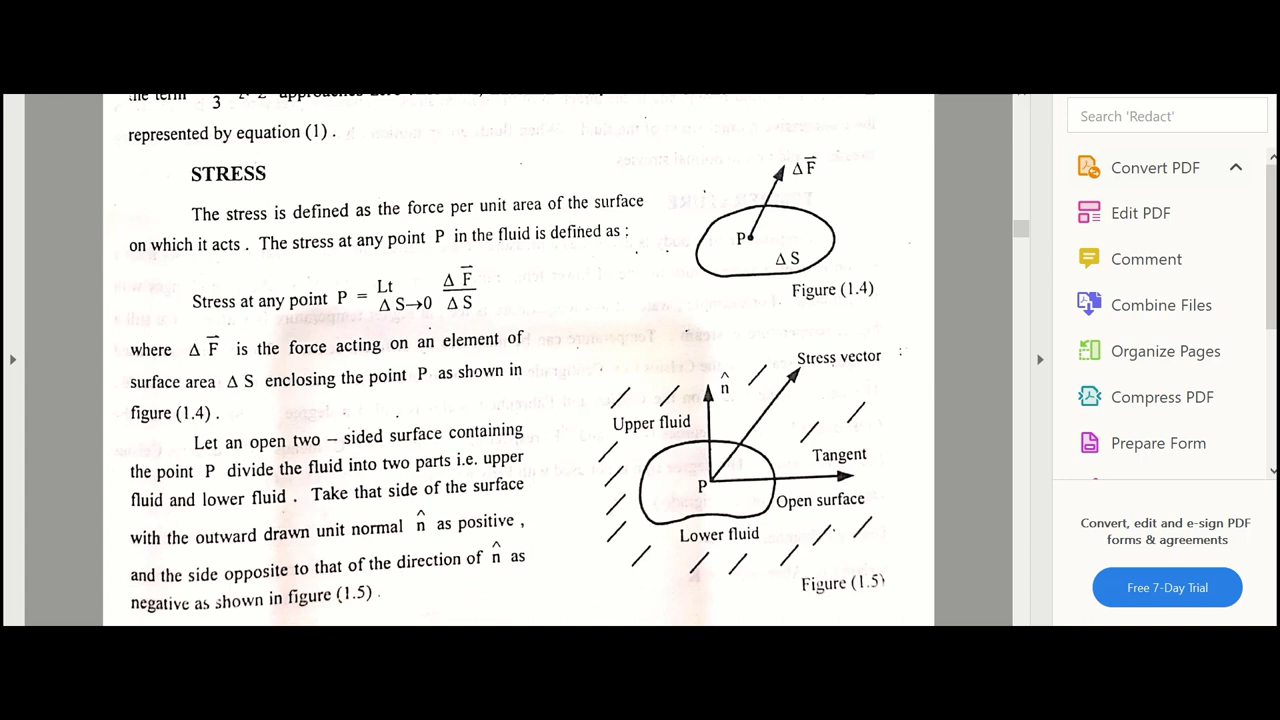 the term 3 approaches
represented by equation (1) .
STRESS
The stress is defined as the force per unit area of the surface
on which it acts . The stress at any point P in the fluid is defined as ;
Stress at any point P = Lt ΔS→0 ΔF⃗ / ΔS
where ΔF⃗ is the force acting on an element of
surface area ΔS enclosing the point P as shown in
figure (1.4) .
Let an open two – sided surface containing
the point P divide the fluid into two parts i.e. upper
fluid and lower fluid . Take that side of the surface
with the outward drawn unit normal n̂ as positive ,
and the side opposite to that of the direction of n̂ as
negative as shown in figure (1.5) .
ΔF⃗
P
ΔS
Figure (1.4)
Stress vector
n̂
Upper fluid
Tangent
P
Open surface
Lower fluid
Figure (1.5)
Search 'Redact'
Convert PDF
Edit PDF
Comment
Combine Files
Organize Pages
Compress PDF
Prepare Form
Convert, edit and e-sign PDF
forms & agreements
Free 7-Day Trial